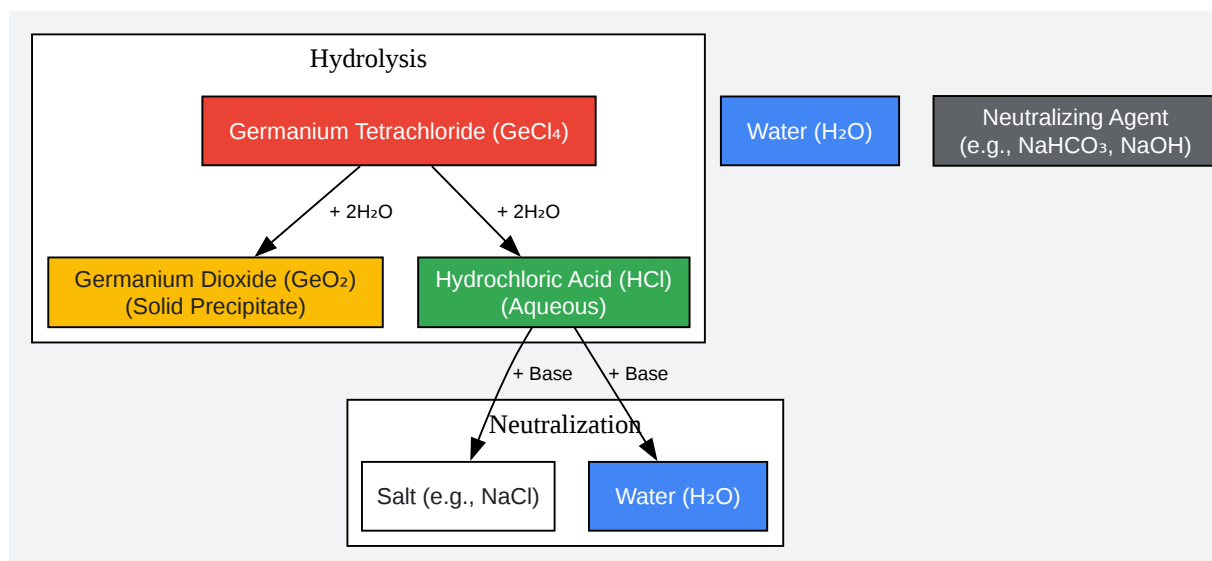 Hydrolysis
Germanium Tetrachloride (GeCl₄)
Water (H₂O)
Neutralizing Agent
(e.g., NaHCO₃, NaOH)
+ 2H₂O
+ 2H₂O
Germanium Dioxide (GeO₂)
(Solid Precipitate)
Hydrochloric Acid (HCl)
(Aqueous)
+ Base
+ Base
Neutralization
Salt (e.g., NaCl)
Water (H₂O)